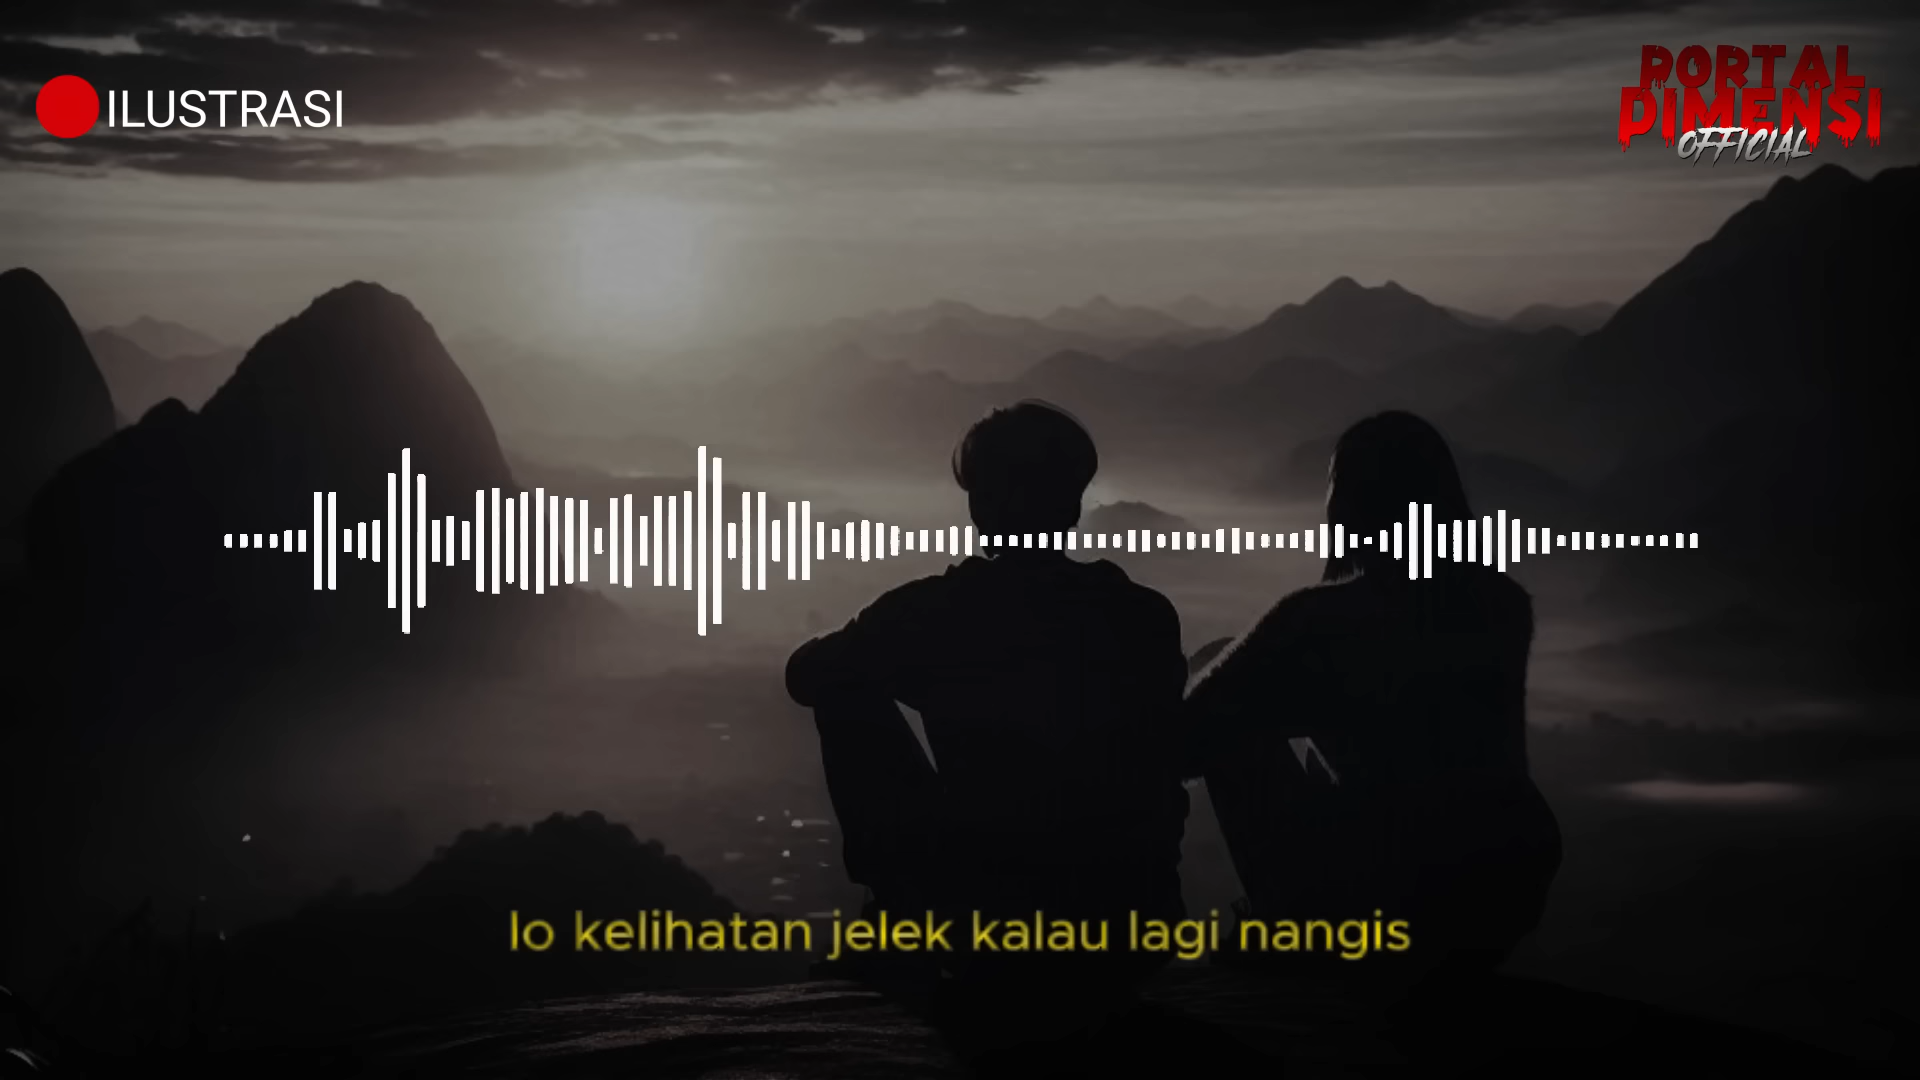 ILUSTRASI
PORTAL
DIMENSI
OFFICIAL
lo kelihatan jelek kalau lagi nangis